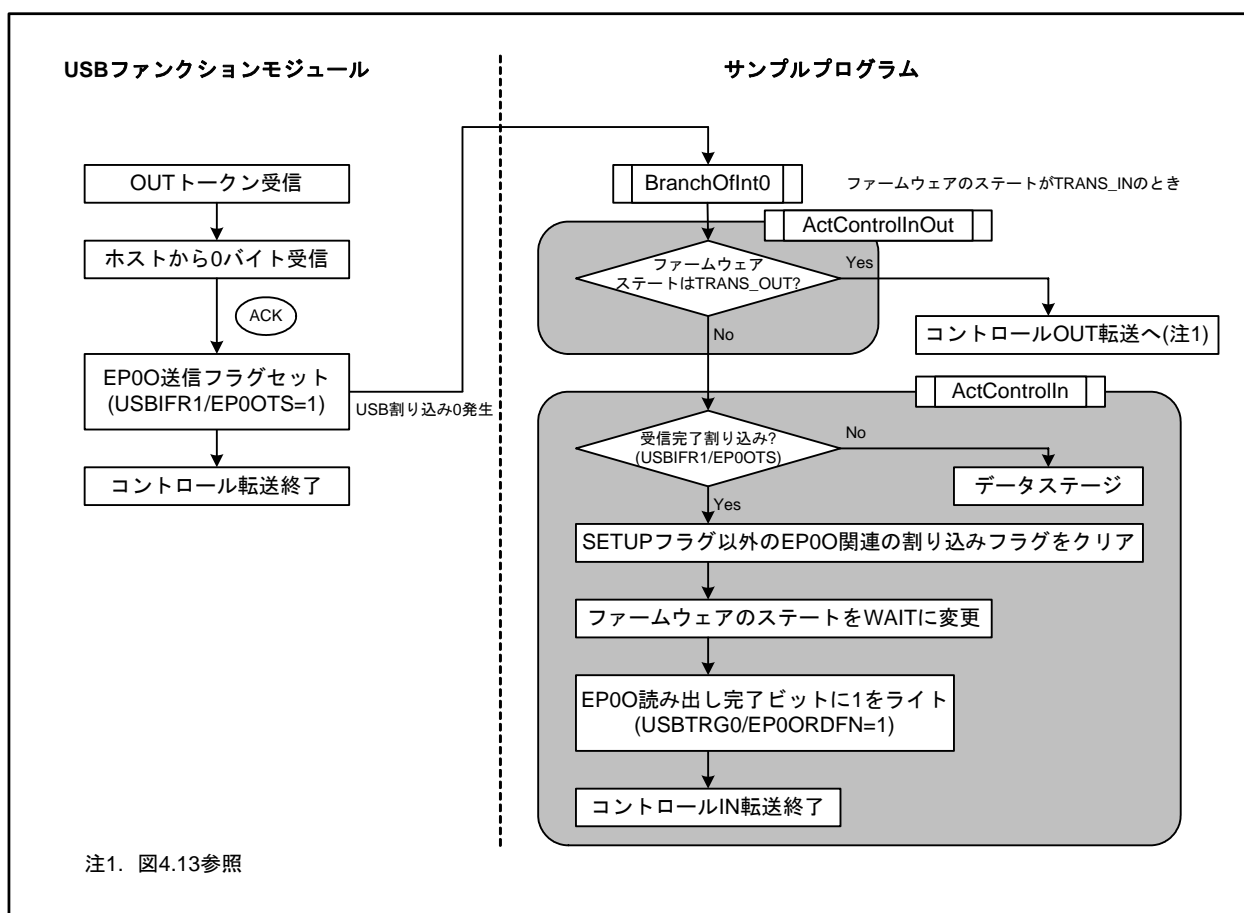 USBファンクションモジュール
サンプルプログラム
OUTトークン受信
ホストから0バイト受信
ACK
EP0O送信フラグセット
(USBIFR1/EP0OTS=1)
USB割り込み0発生
コントロール転送終了
BranchOfInt0
ファームウェアのステートがTRANS_INのとき
ActControlInOut
ファームウェア
ステートはTRANS_OUT?
Yes
No
コントロールOUT転送へ(注1)
ActControlIn
受信完了割り込み?
(USBIFR1/EP0OTS)
No
Yes
データステージ
SETUPフラグ以外のEP0O関連の割り込みフラグをクリア
ファームウェアのステートをWAITに変更
EP0O読み出し完了ビットに1をライト
(USBTRG0/EP0ORDFN=1)
コントロールIN転送終了
注1. 図4.13参照